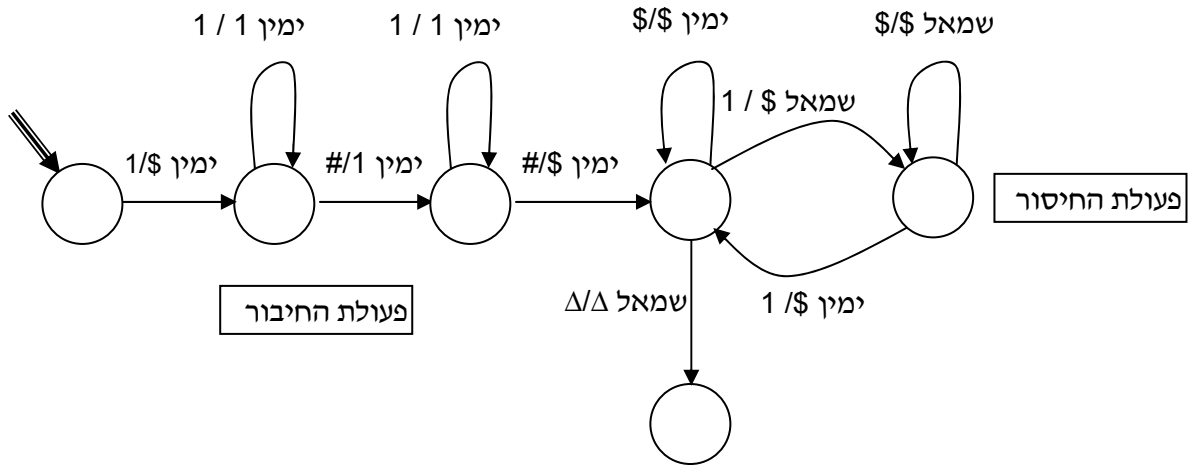 1 / 1 ימין
1 / 1 ימין
$/$ ימין
$/$ שמאל
1 / $ שמאל
1/$ ימין
#/1 ימין
#/$ ימין
פעולת החיסור
Δ/Δ שמאל
1 /$ ימין
פעולת החיבור